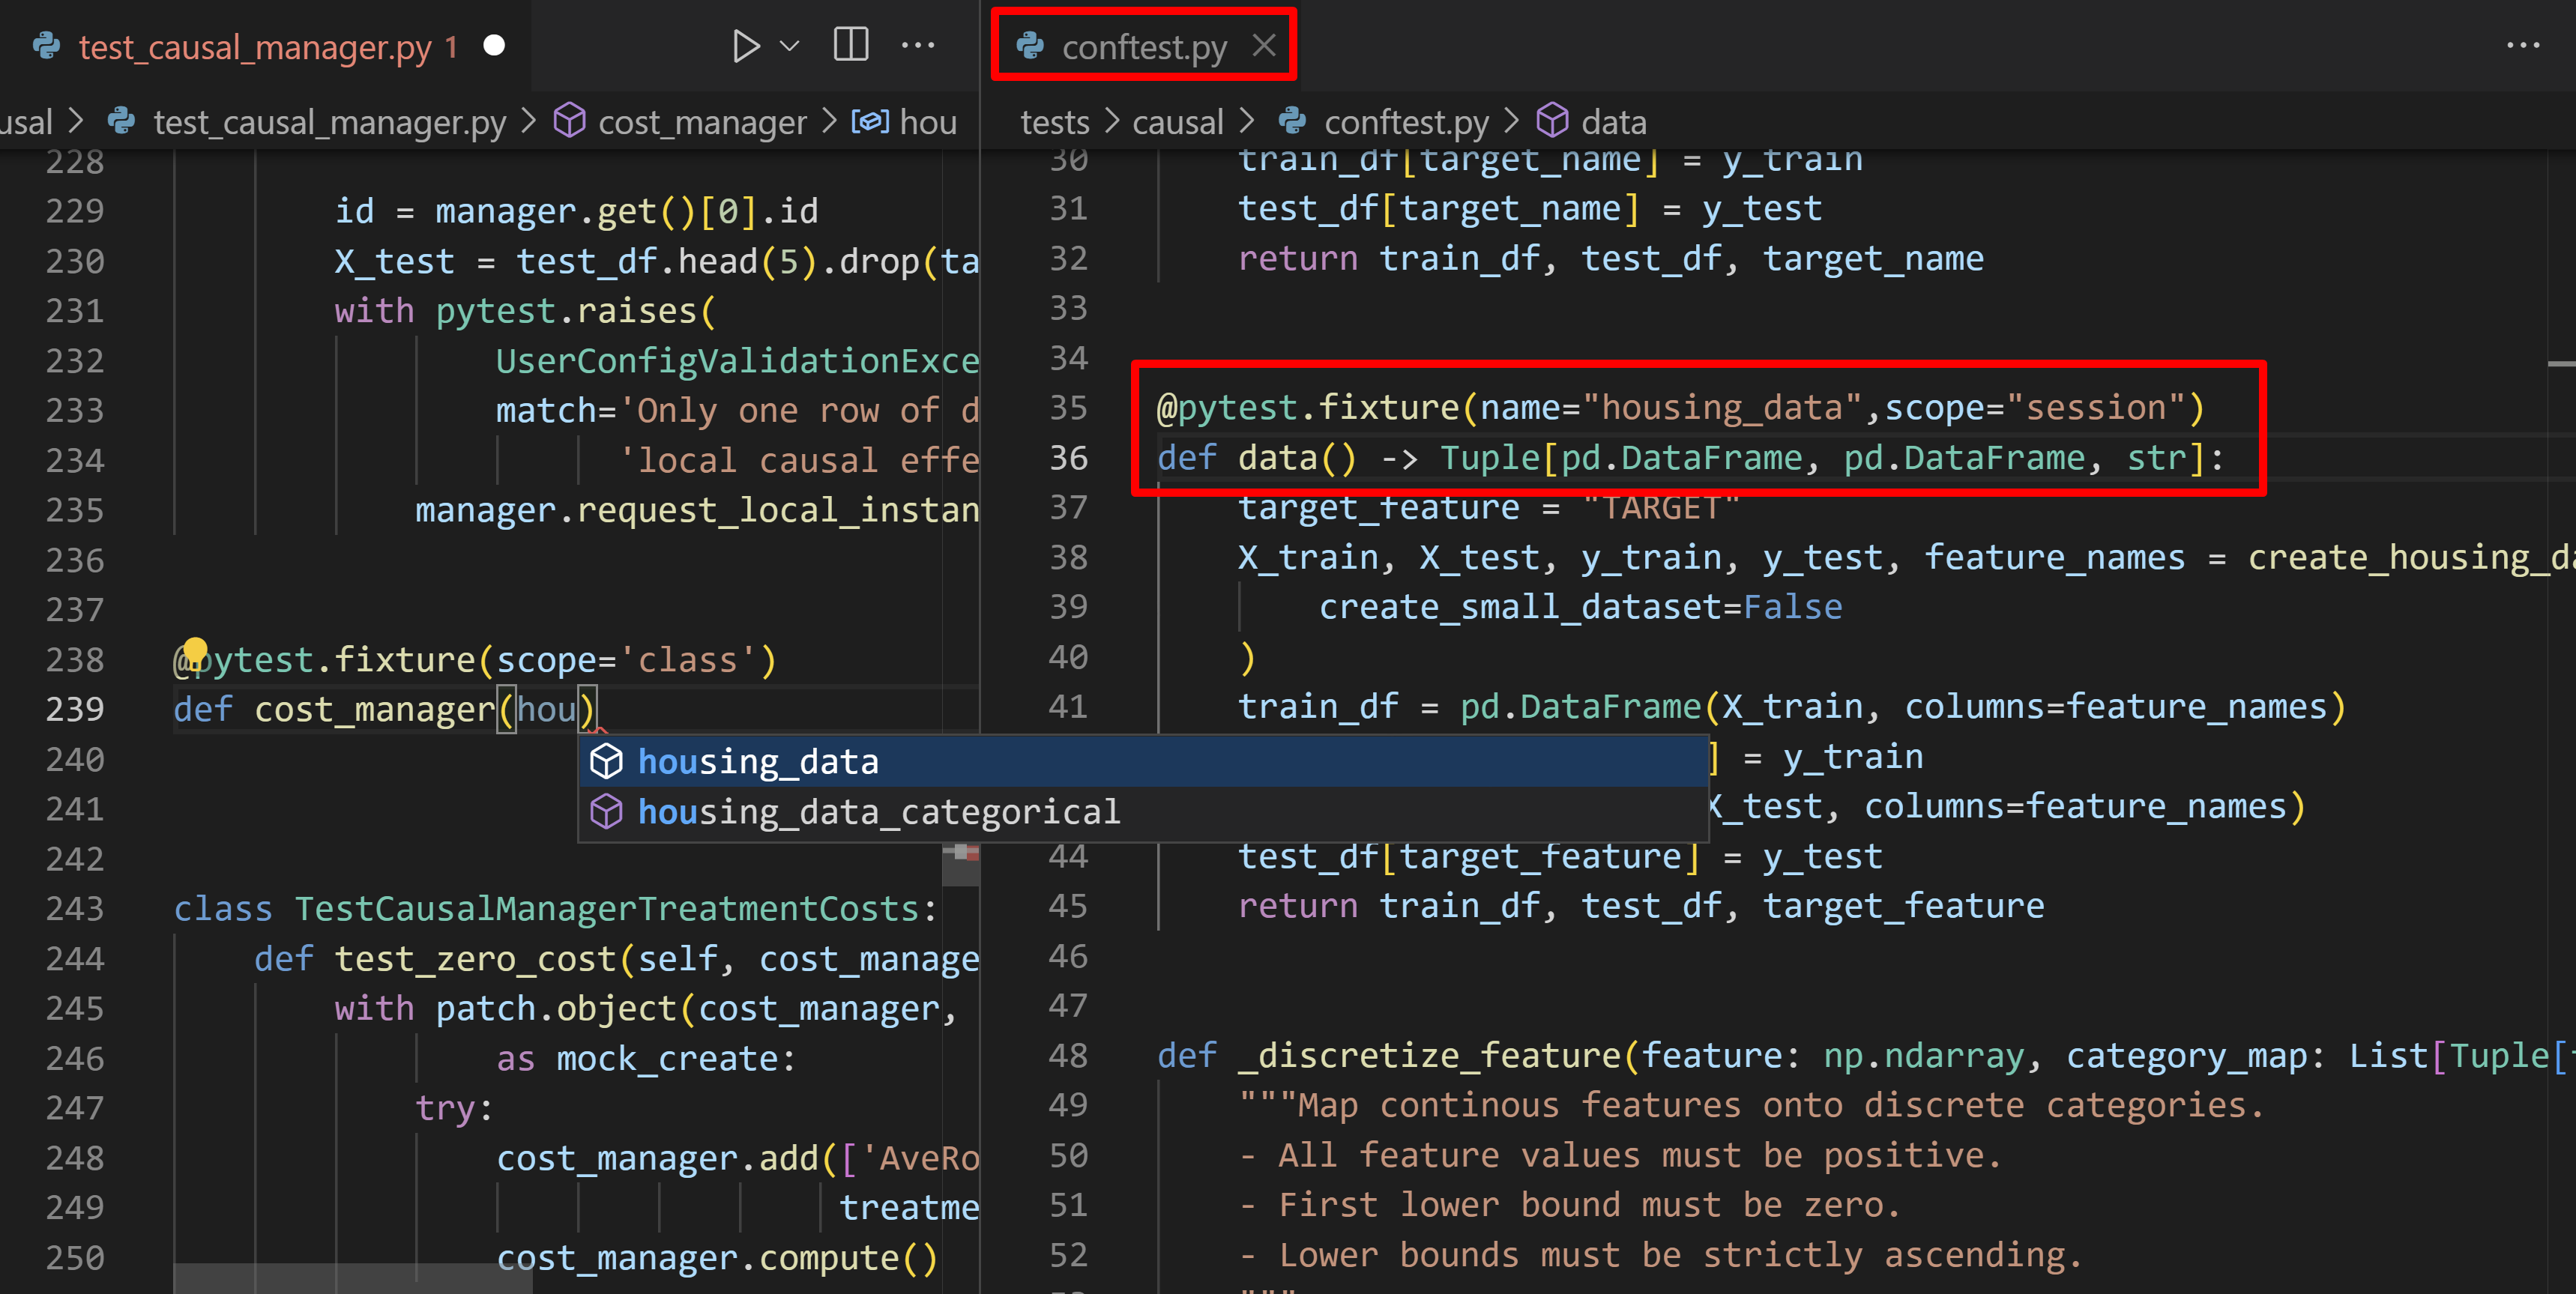 test_causal_manager.py 1
usal > test_causal_manager.py > cost_manager > hou
228
229 id = manager.get()[0].id
230 X_test = test_df.head(5).drop(ta
231 with pytest.raises(
232 UserConfigValidationExce
233 match='Only one row of d
234 'local causal effe
235 manager.request_local_instan
236
237
238 @pytest.fixture(scope='class')
239 def cost_manager(hou)
housing_data
housing_data_categorical
240
241
242
243 class TestCausalManagerTreatmentCosts:
244 def test_zero_cost(self, cost_manage
245 with patch.object(cost_manager,
246 as mock_create:
247 try:
248 cost_manager.add(['AveRo
249 treatme
250 cost_manager.compute()
conftest.py
tests > causal > conftest.py > data
30 train_df[target_name] = y_train
31 test_df[target_name] = y_test
32 return train_df, test_df, target_name
33
34
35 @pytest.fixture(name="housing_data",scope="session")
36 def data() -> Tuple[pd.DataFrame, pd.DataFrame, str]:
37 target_feature = "TARGET"
38 X_train, X_test, y_train, y_test, feature_names = create_housing_da
39 create_small_dataset=False
40 )
41 train_df = pd.DataFrame(X_train, columns=feature_names)
] = y_train
X_test, columns=feature_names)
44 test_df[target_feature] = y_test
45 return train_df, test_df, target_feature
46
47
48 def _discretize_feature(feature: np.ndarray, category_map: List[Tuple[
49 """Map continous features onto discrete categories.
50 - All feature values must be positive.
51 - First lower bound must be zero.
52 - Lower bounds must be strictly ascending.
"""